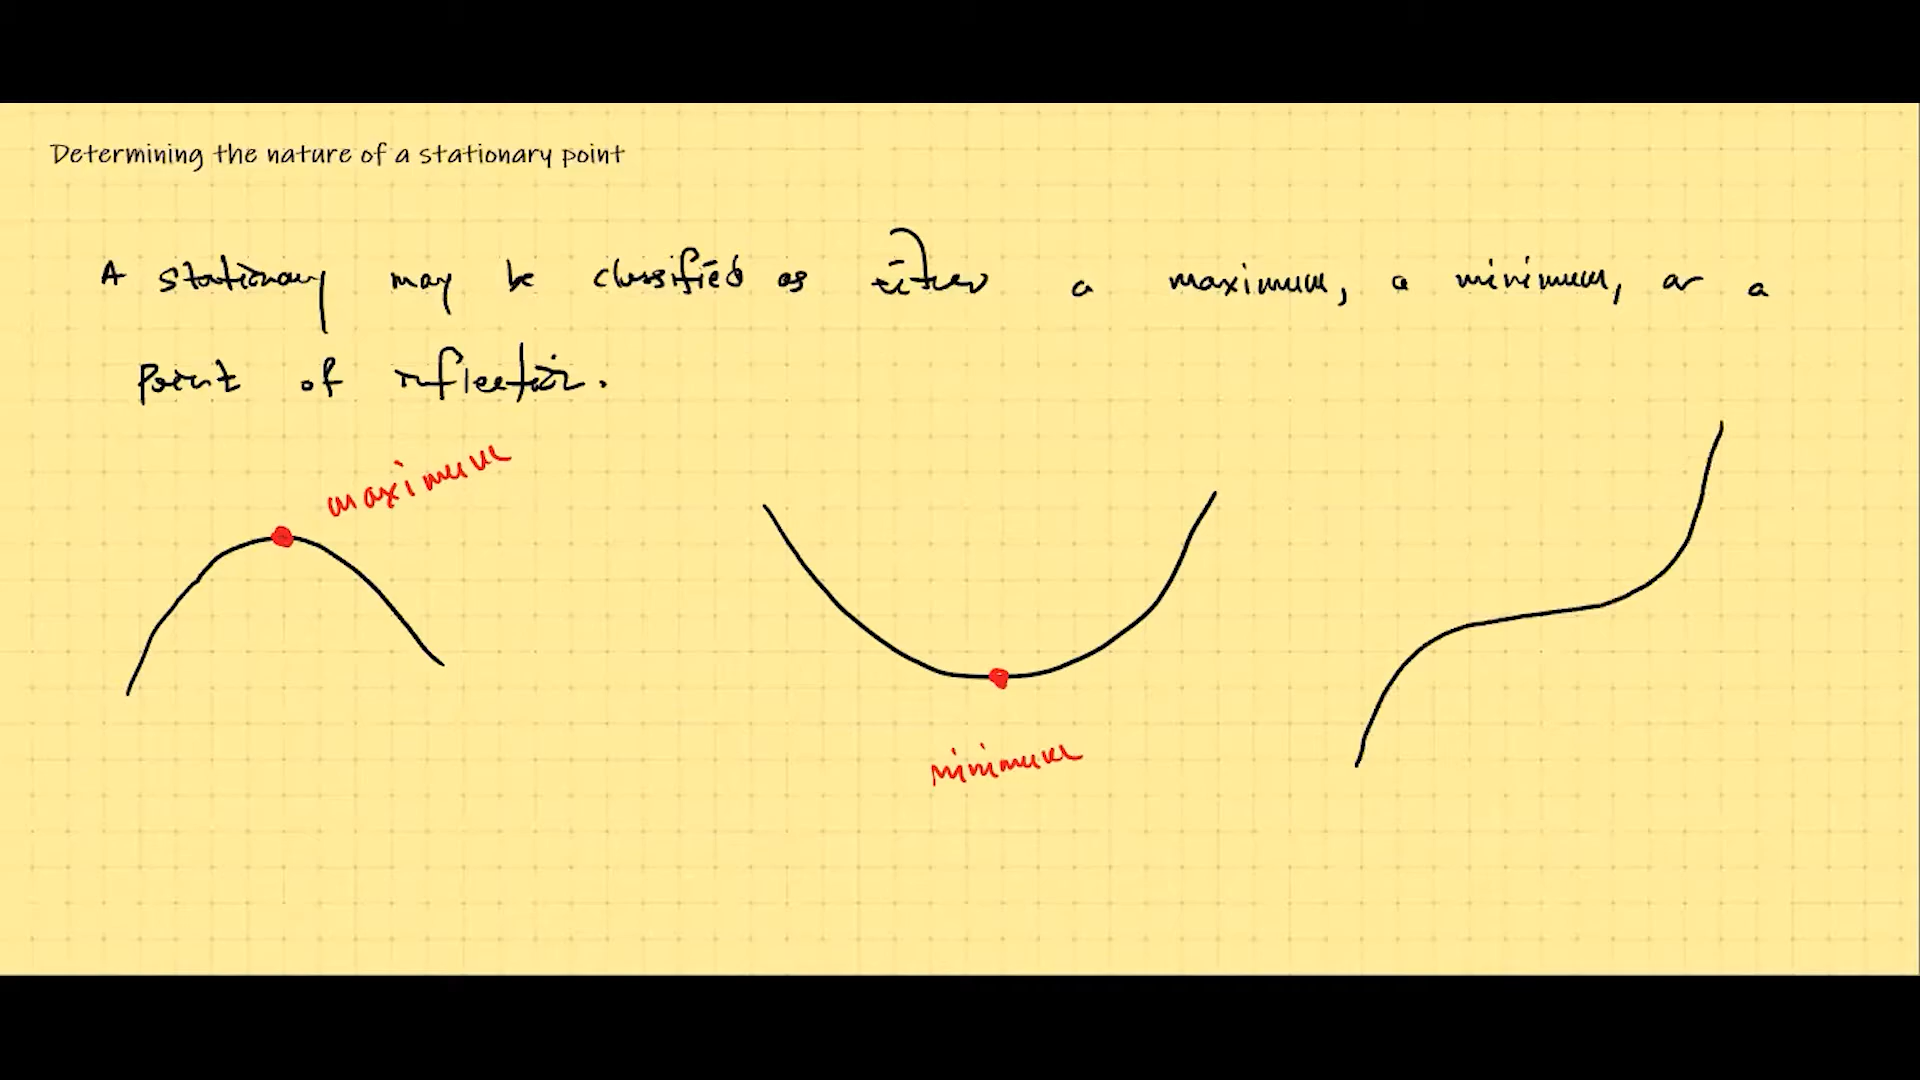 Determining the nature of a stationary point
A stationary may be classified as either a maximum, a minimum, or a
point of inflection.
maximum
minimum